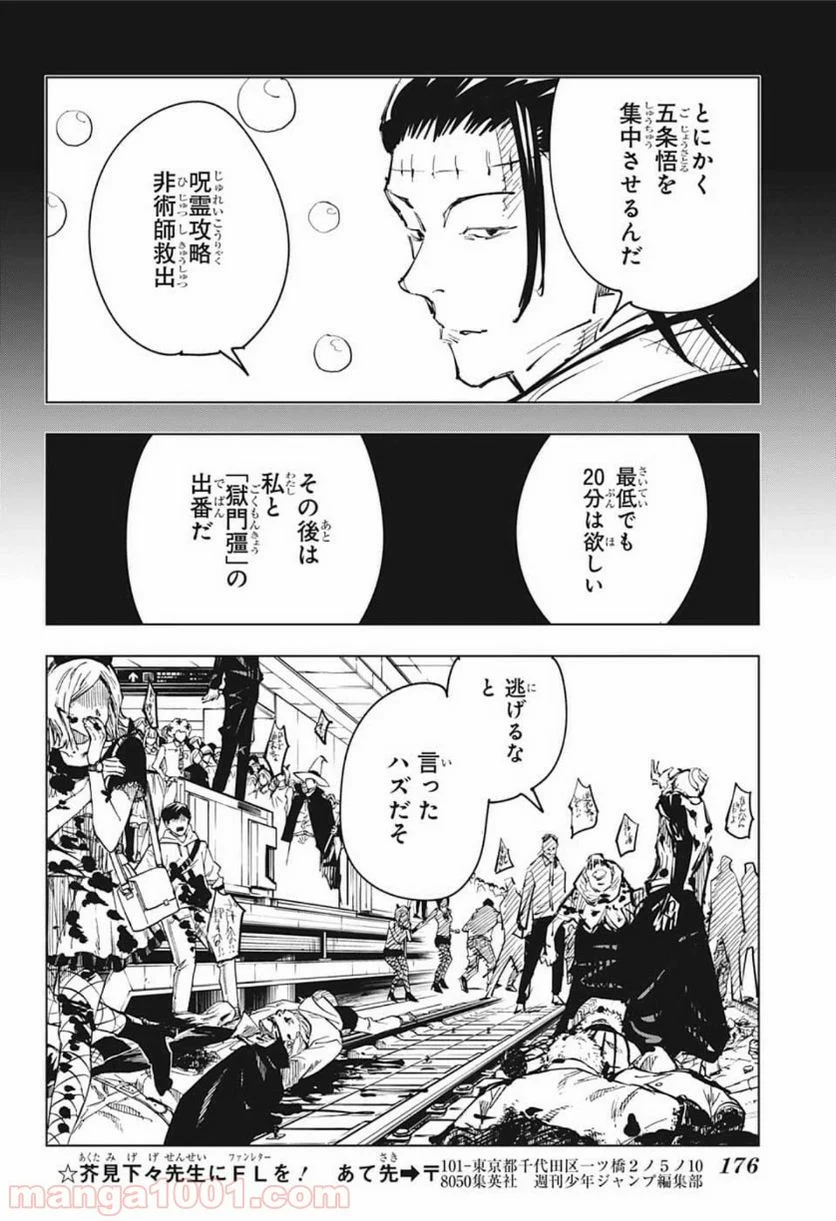 とにかく
五条悟を
集中させるんだ
呪霊攻略
非術師救出
最低でも
20分は欲しい
その後は
私と
「獄門彊」の
出番だ
逃げるな
と
言った
ハズだぞ
☆芥見下々先生にＦＬを！　あて先➡〒101-8050
東京都千代田区一ツ橋２ノ５ノ10
集英社　週刊少年ジャンプ編集部
176
manga1001.com